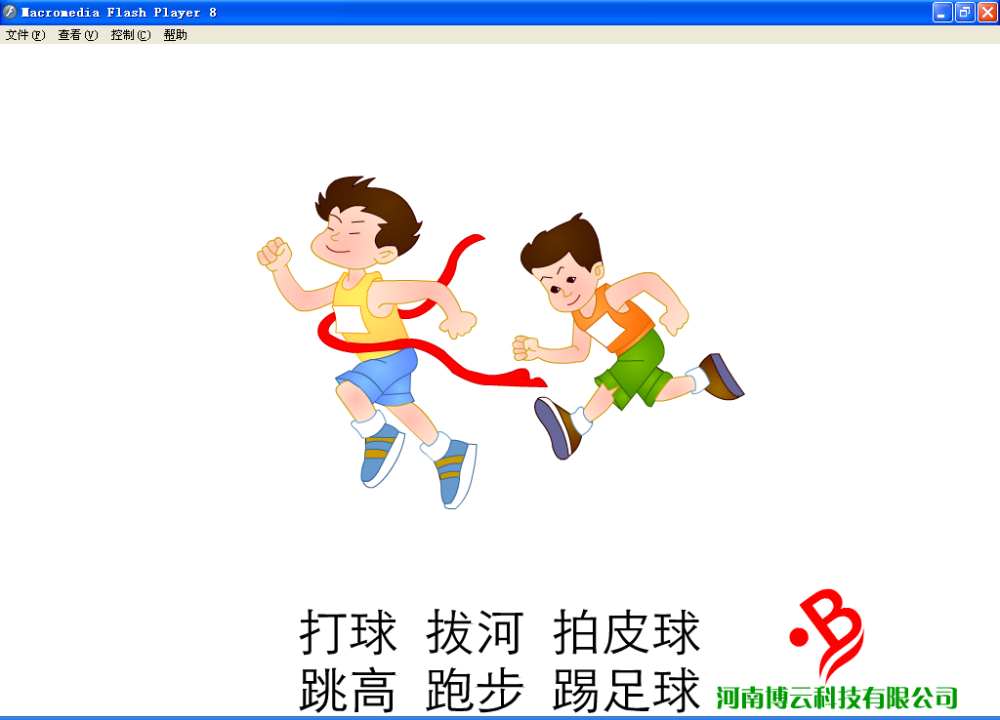 Macromedia Flash Player 8
文件(F) 查看(V) 控制(C) 帮助
打球 拔河 拍皮球
跳高 跑步 踢足球
B
河南博云科技有限公司